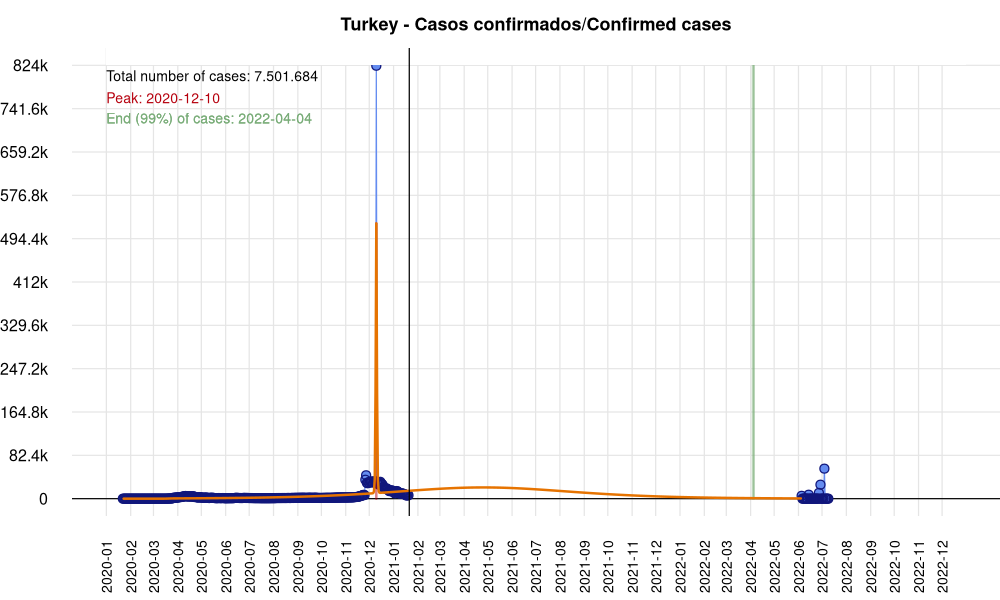 Turkey - Casos confirmados/Confirmed cases
824k
741.6k
659.2k
576.8k
494.4k
412k
329.6k
247.2k
164.8k
82.4k
0
Total number of cases: 7.501.684
Peak: 2020-12-10
End (99%) of cases: 2022-04-04
2020-01
2020-02
2020-03
2020-04
2020-05
2020-06
2020-07
2020-08
2020-09
2020-10
2020-11
2020-12
2021-01
2021-02
2021-03
2021-04
2021-05
2021-06
2021-07
2021-08
2021-09
2021-10
2021-11
2021-12
2022-01
2022-02
2022-03
2022-04
2022-05
2022-06
2022-07
2022-08
2022-09
2022-10
2022-11
2022-12